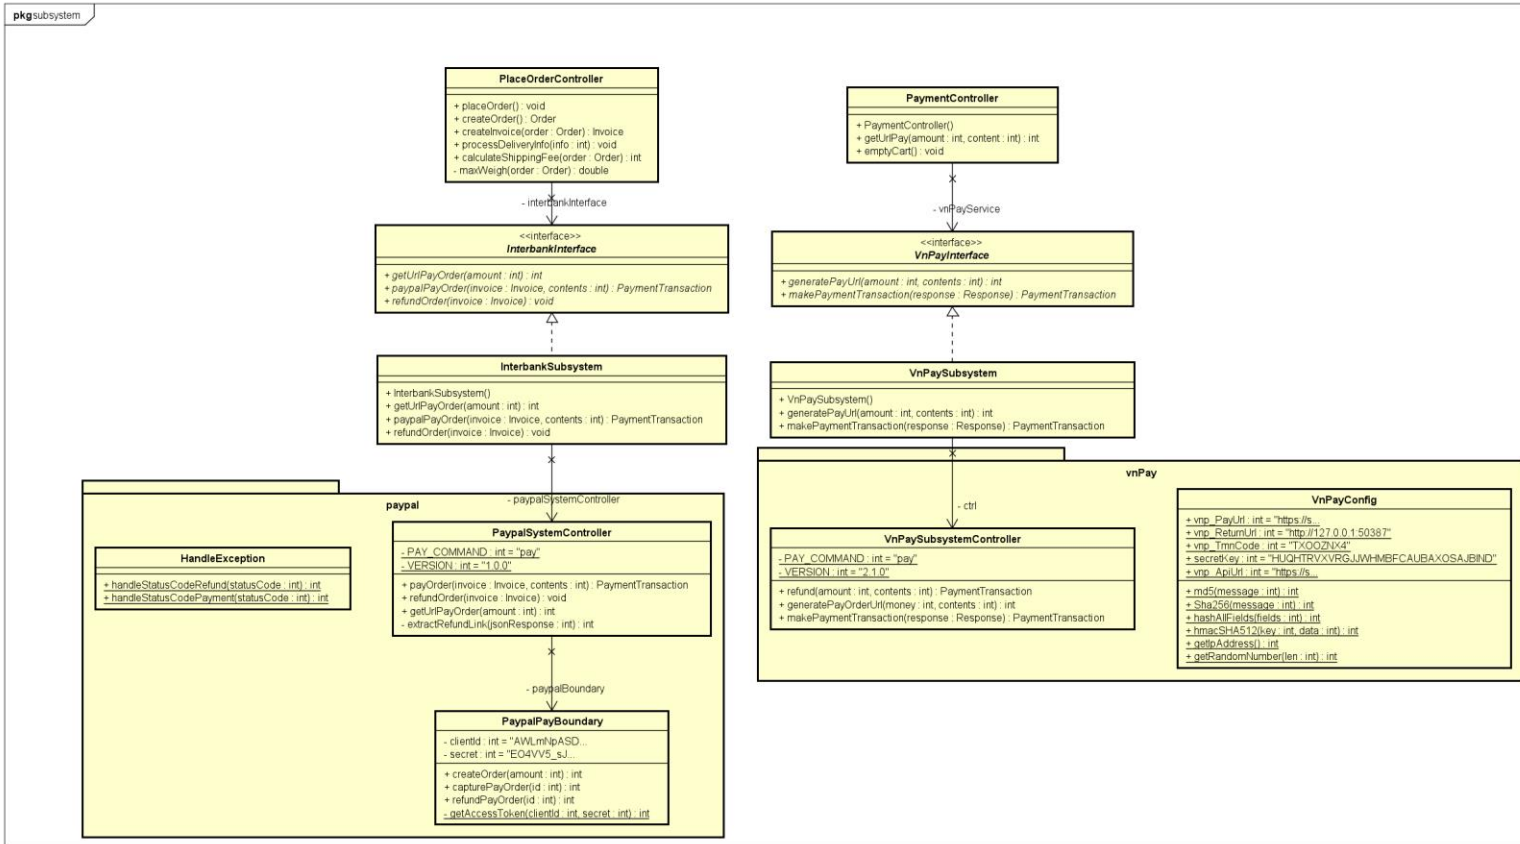 pkg subsystem
PlaceOrderController
+ placeOrder() : void
+ createOrder() : Order
+ createInvoice(order : Order) : Invoice
+ processDeliveryInfo(info : int) : void
+ calculateShippingFee(order : Order) : int
- maxWeigh(order : Order) : double
- interbankInterface
<<interface>>
InterbankInterface
+ getUrlPayOrder(amount : int) : int
+ paypalPayOrder(invoice : Invoice, contents : int) : PaymentTransaction
+ refundOrder(invoice : Invoice) : void
InterbankSubsystem
+ InterbankSubsystem()
+ getUrlPayOrder(amount : int) : int
+ paypalPayOrder(invoice : Invoice, contents : int) : PaymentTransaction
+ refundOrder(invoice : Invoice) : void
- paypalSystemController
paypal
HandleException
+ handleStatusCodeRefund(statusCode : int) : int
+ handleStatusCodePayment(statusCode : int) : int
PaypalSystemController
- PAY_COMMAND : int = "pay"
- VERSION : int = "1.0.0"
+ payOrder(invoice : Invoice, contents : int) : PaymentTransaction
+ refundOrder(invoice : Invoice) : void
+ getUrlPayOrder(amount : int) : int
- extractRefundLink(jsonResponse : int) : int
- paypalBoundary
PaypalPayBoundary
- clientId : int = "AWLmNpASD...
- secret : int = "EO4VV5_sJ...
+ createOrder(amount : int) : int
+ capturePayOrder(id : int) : int
+ refundPayOrder(id : int) : int
- getAccessToken(clientId : int, secret : int) : int
PaymentController
+ PaymentController()
+ getUrlPay(amount : int, content : int) : int
+ emptyCart() : void
- vnPayService
<<interface>>
VnPayInterface
+ generatePayUrl(amount : int, contents : int) : int
+ makePaymentTransaction(response : Response) : PaymentTransaction
VnPaySubsystem
+ VnPaySubsystem()
+ generatePayUrl(amount : int, contents : int) : int
+ makePaymentTransaction(response : Response) : PaymentTransaction
vnPay
- ctrl
VnPaySubsystemController
- PAY_COMMAND : int = "pay"
- VERSION : int = "2.1.0"
+ refund(amount : int, contents : int) : PaymentTransaction
+ generatePayOrderUrl(money : int, contents : int) : int
+ makePaymentTransaction(response : Response) : PaymentTransaction
VnPayConfig
+ vnp_PayUrl : int = "https://s...
+ vnp_ReturnUrl : int = "http://127.0.0.1:50387"
+ vnp_TmnCode : int = "TXOOZNX4"
+ secretKey : int = "HUQHTRVXVRGJJWHMBFCAUBAXOSAJBIND"
+ vnp_ApiUrl : int = "https://s...
+ md5(message : int) : int
+ Sha256(message : int) : int
+ hashAllFields(fields : int) : int
+ hmacSHA512(key : int, data : int) : int
+ getIpAddress() : int
+ getRandomNumber(len : int) : int